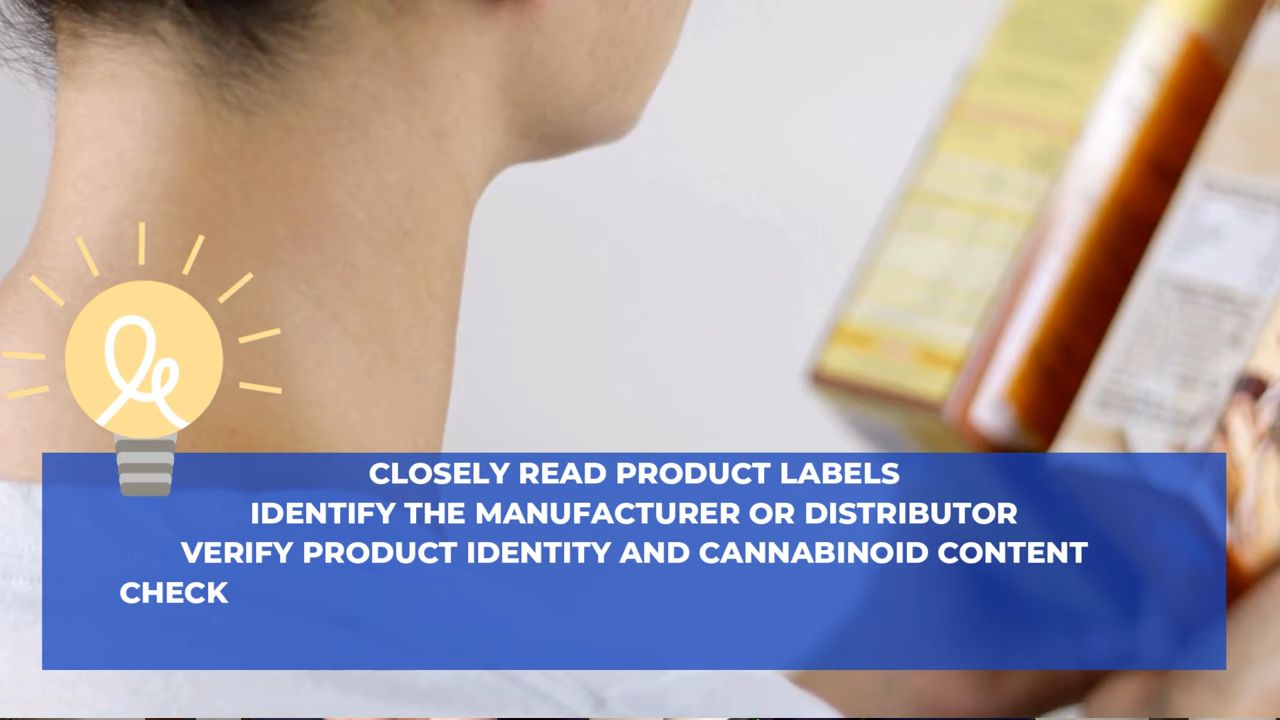 CLOSELY READ PRODUCT LABELS
IDENTIFY THE MANUFACTURER OR DISTRIBUTOR
VERIFY PRODUCT IDENTITY AND CANNABINOID CONTENT
CHECK